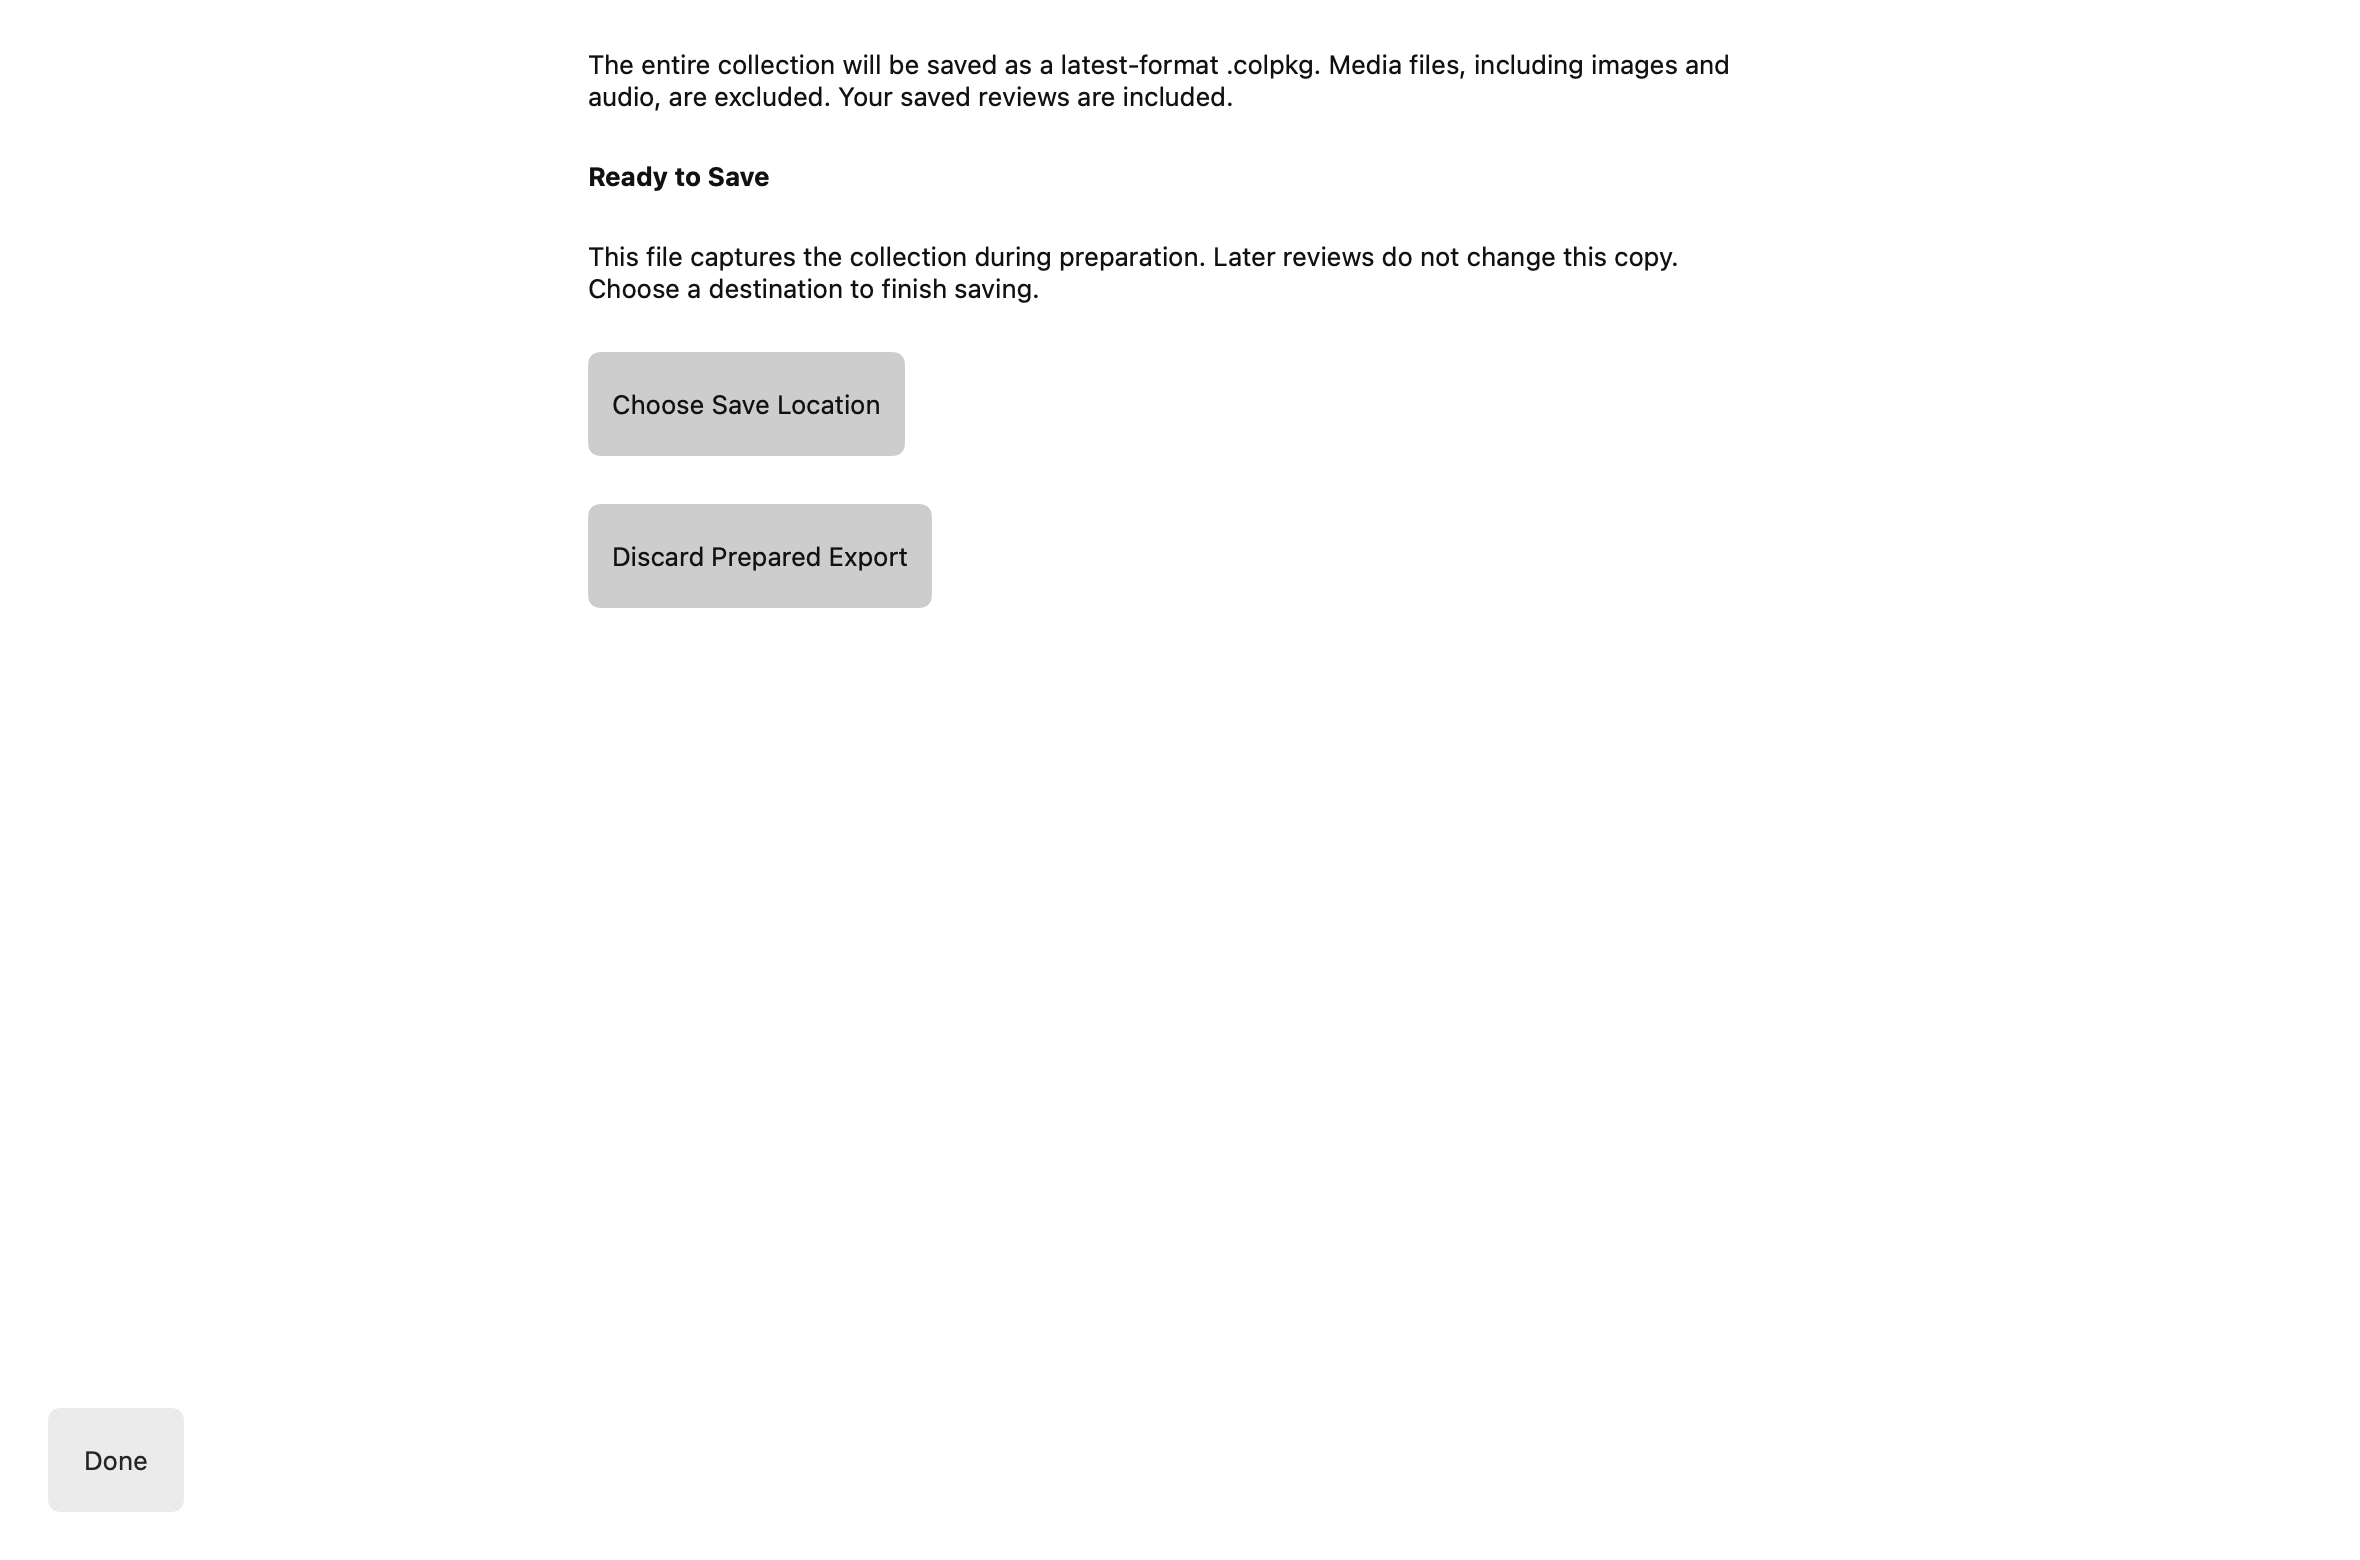 The entire collection will be saved as a latest-format .colpkg. Media files, including images and
audio, are excluded. Your saved reviews are included.
Ready to Save
This file captures the collection during preparation. Later reviews do not change this copy.
Choose a destination to finish saving.
Choose Save Location
Discard Prepared Export
Done